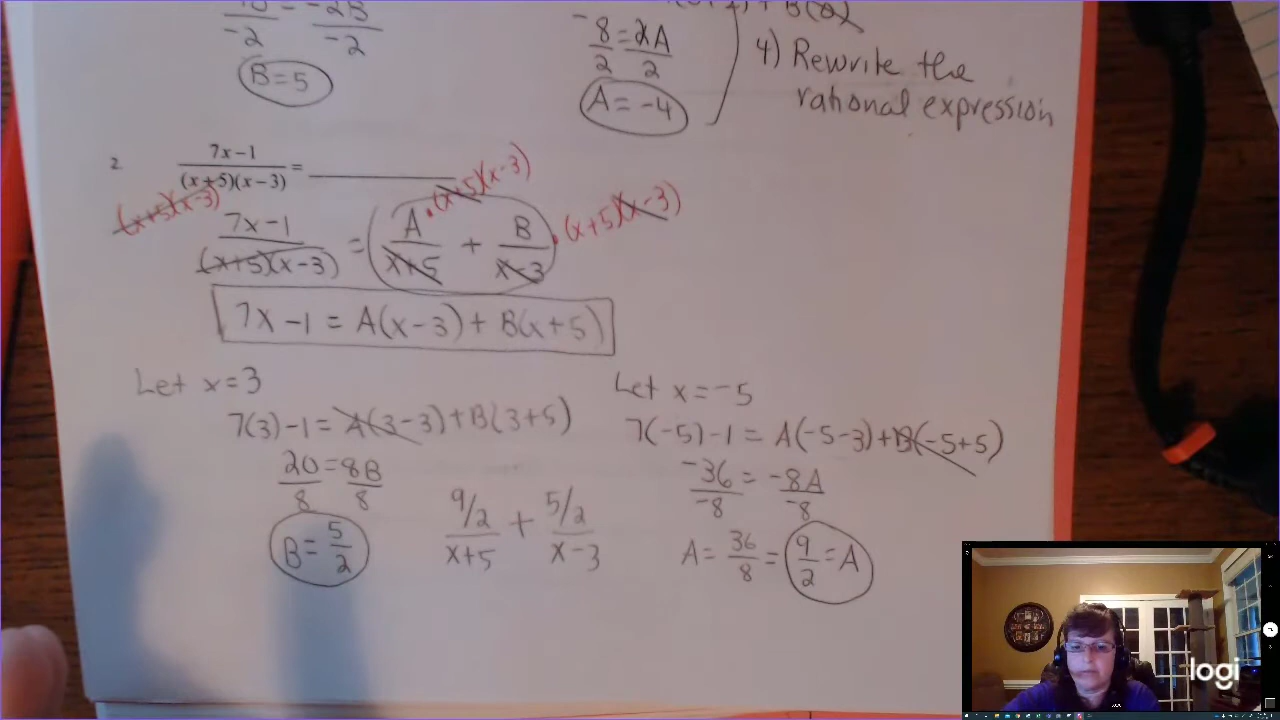 -2 -2
B = 5
-8 = 2A
2 2
A = -4
4) Rewrite the
rational expression
2. 7x-1
(x+5)(x-3) = ____________
(x+5)(x-3) 7x-1 = A • (x+5)(x-3) + B • (x+5)(x-3)
(x+5)(x-3) x+5 x-3
7x-1 = A(x-3) + B(x+5)
Let x=3
7(3)-1 = A(3-3) + B(3+5)
20 = 8B
8 8
B = 5/2
9/2 + 5/2
x+5 x-3
Let x = -5
7(-5)-1 = A(-5-3) + B(-5+5)
-36 = -8A
-8 -8
A = 36/8 = 9/2 = A
logi